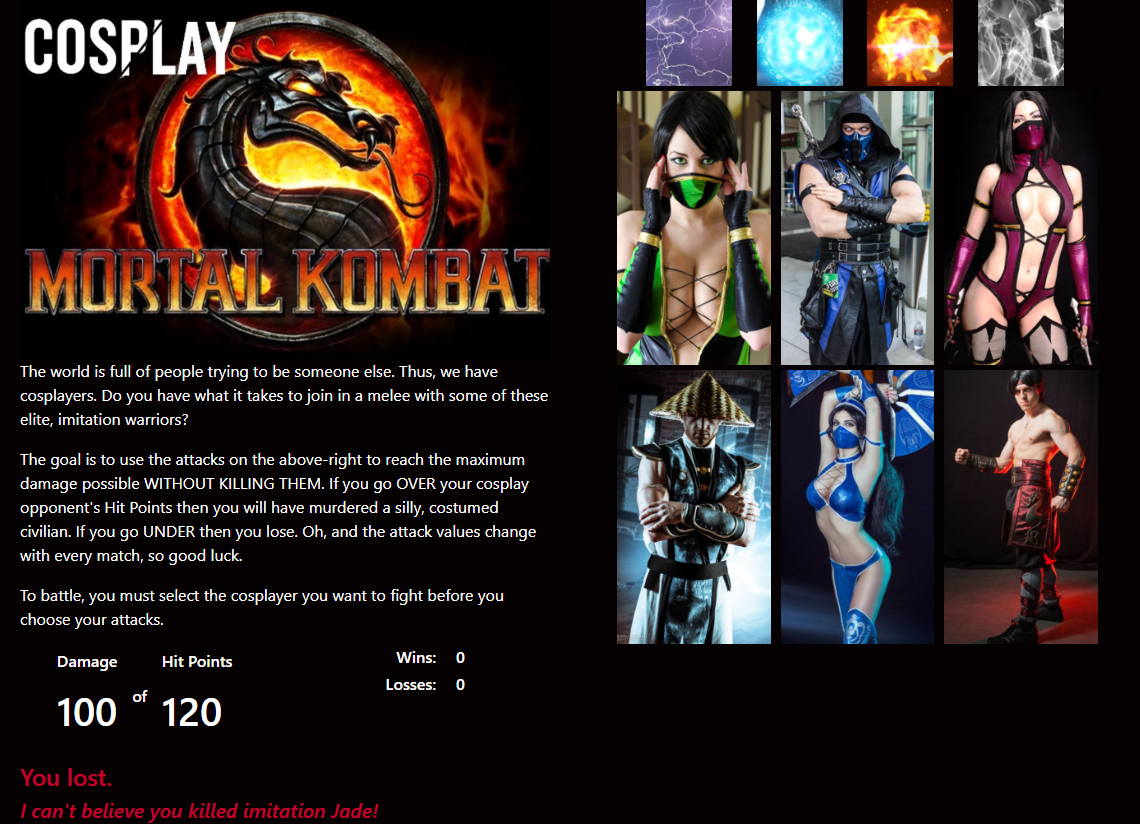 COSPLAY
MORTAL KOMBAT
The world is full of people trying to be someone else. Thus, we have
cosplayers. Do you have what it takes to join in a melee with some of these
elite, imitation warriors?
The goal is to use the attacks on the above-right to reach the maximum
damage possible WITHOUT KILLING THEM. If you go OVER your cosplay
opponent's Hit Points then you will have murdered a silly, costumed
civilian. If you go UNDER then you lose. Oh, and the attack values change
with every match, so good luck.
To battle, you must select the cosplayer you want to fight before you
choose your attacks.
Damage Hit Points
100 of 120
Wins: 0
Losses: 0
You lost.
I can't believe you killed imitation Jade!